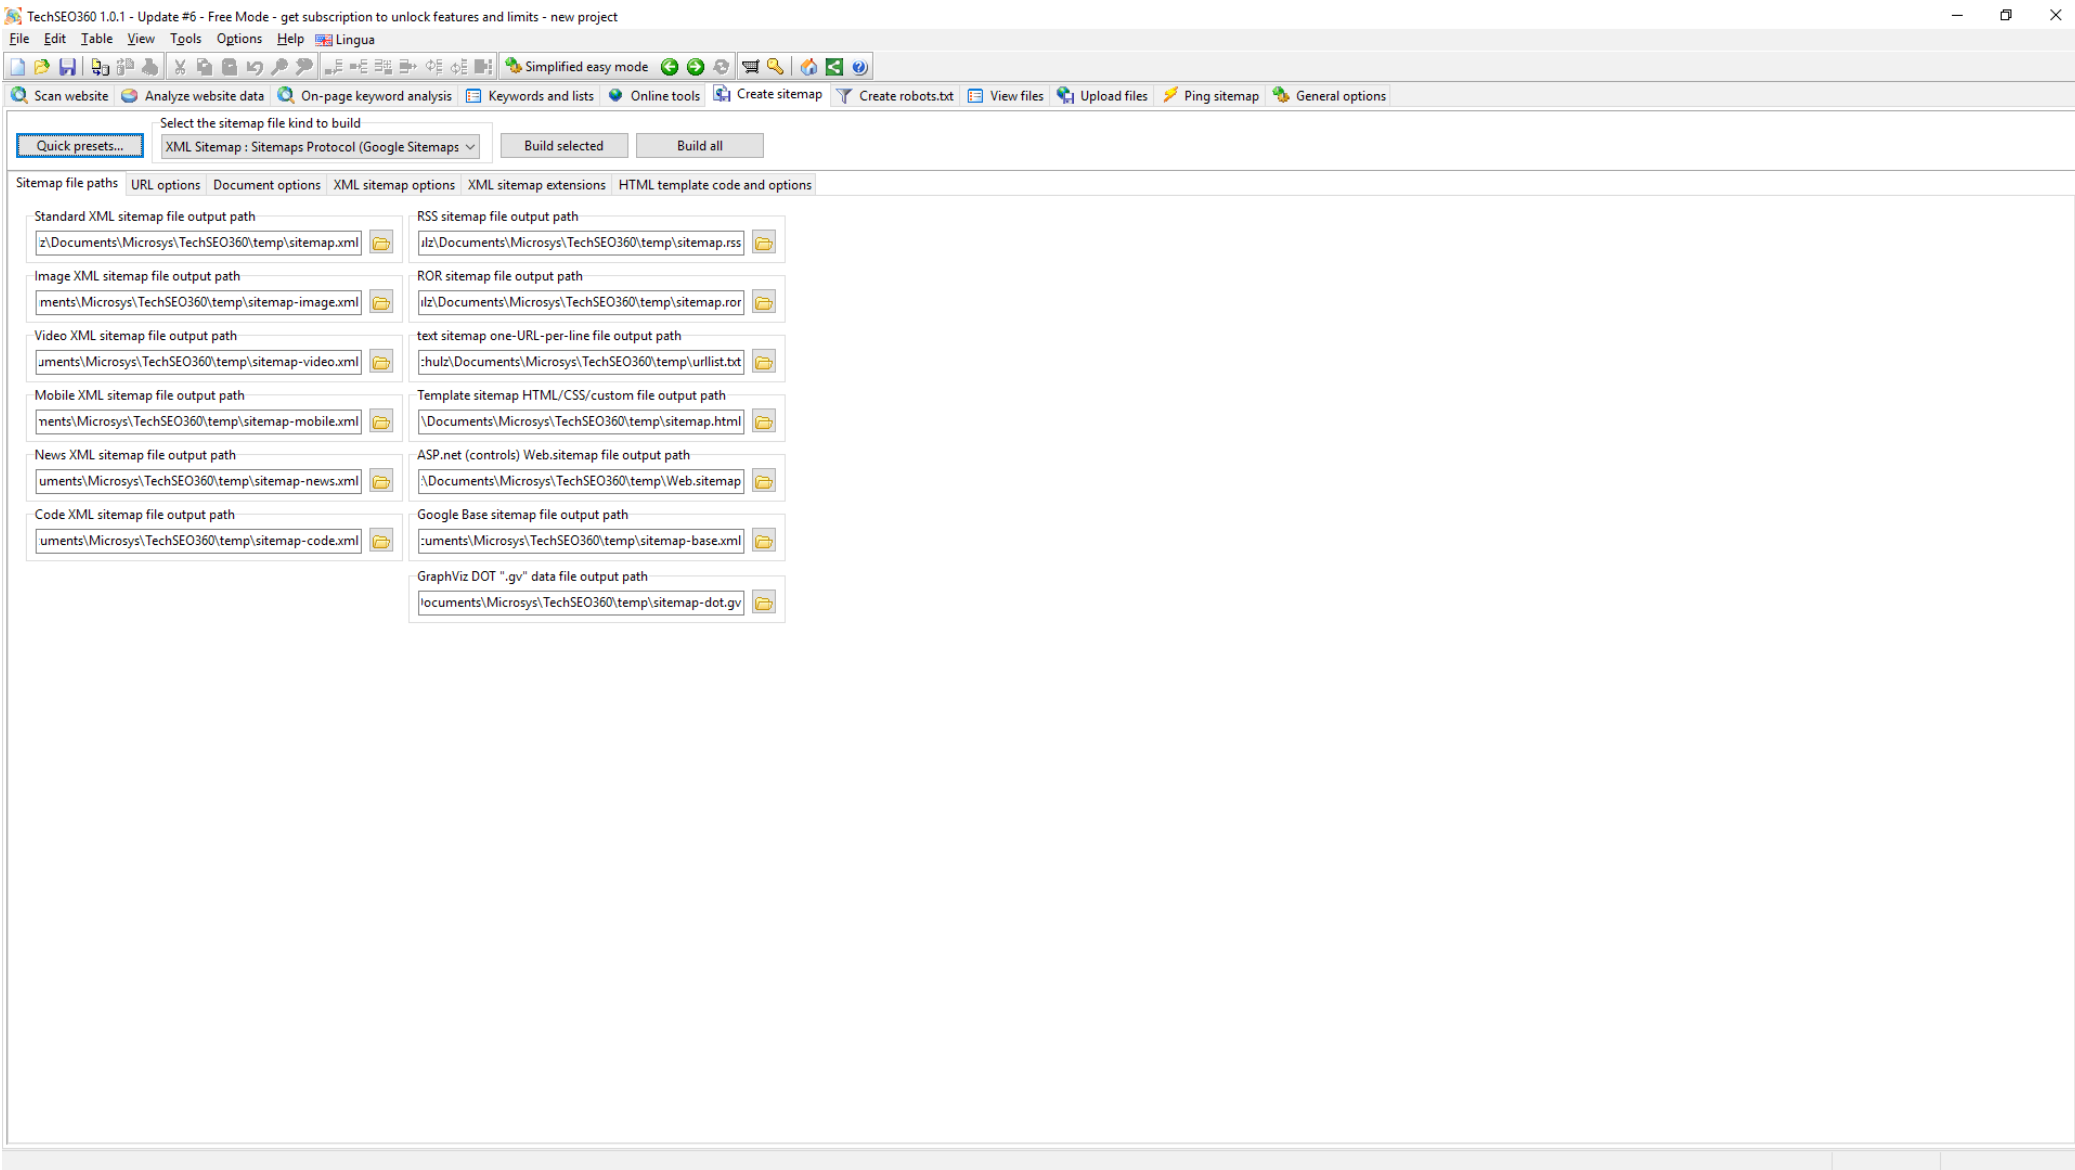 TechSEO360 1.0.1 - Update #6 - Free Mode - get subscription to unlock features and limits - new project
File Edit Table View Tools Options Help Lingua
Simplified easy mode
Scan website Analyze website data On-page keyword analysis Keywords and lists Online tools Create sitemap Create robots.txt View files Upload files Ping sitemap General options
Select the sitemap file kind to build
Quick presets... XML Sitemap : Sitemaps Protocol (Google Sitemaps Build selected Build all
Sitemap file paths URL options Document options XML sitemap options XML sitemap extensions HTML template code and options
Standard XML sitemap file output path RSS sitemap file output path
z\Documents\Microsys\TechSEO360\temp\sitemap.xml lz\Documents\Microsys\TechSEO360\temp\sitemap.rss
Image XML sitemap file output path ROR sitemap file output path
ments\Microsys\TechSEO360\temp\sitemap-image.xml lz\Documents\Microsys\TechSEO360\temp\sitemap.ror
Video XML sitemap file output path text sitemap one-URL-per-line file output path
uments\Microsys\TechSEO360\temp\sitemap-video.xml hulz\Documents\Microsys\TechSEO360\temp\urllist.txt
Mobile XML sitemap file output path Template sitemap HTML/CSS/custom file output path
ments\Microsys\TechSEO360\temp\sitemap-mobile.xml \Documents\Microsys\TechSEO360\temp\sitemap.html
News XML sitemap file output path ASP.net (controls) Web.sitemap file output path
uments\Microsys\TechSEO360\temp\sitemap-news.xml \Documents\Microsys\TechSEO360\temp\Web.sitemap
Code XML sitemap file output path Google Base sitemap file output path
uments\Microsys\TechSEO360\temp\sitemap-code.xml cuments\Microsys\TechSEO360\temp\sitemap-base.xml
GraphViz DOT ".gv" data file output path
ocuments\Microsys\TechSEO360\temp\sitemap-dot.gv